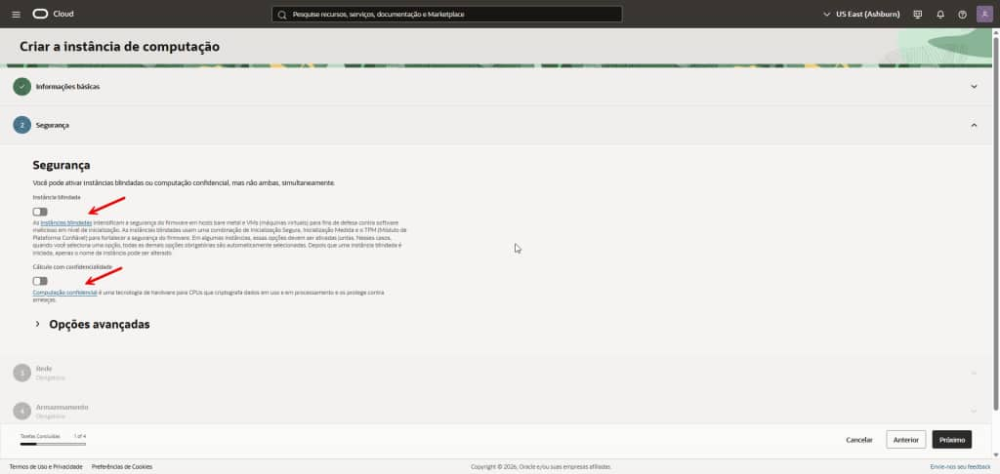 Cloud
Pesquise recursos, serviços, documentação e Marketplace
US East (Ashburn)
Criar a instância de computação
Informações básicas
2
Segurança
Segurança
Você pode ativar instâncias blindadas ou computação confidencial, mas não ambas, simultaneamente.
Instância blindada
As Instâncias blindadas intensificam a segurança do firmware em hosts bare metal e VMs (máquinas virtuais) para fins de defesa contra software
malicioso em nível de inicialização. As instâncias blindadas usam uma combinação de Inicialização Segura, Inicialização Medida e o TPM (Módulo de
Plataforma Confiável) para fortalecer a segurança do firmware. Em algumas instâncias, essas opções devem ser ativadas juntas. Nesses casos,
quando você seleciona uma opção, todas as demais opções obrigatórias são automaticamente selecionadas. Depois que uma instância blindada é
iniciada, apenas o nome da instância pode ser alterado.
Cálculo com confidencialidade
Computação confidencial é uma tecnologia de hardware para CPUs que criptografa dados em uso e em processamento e os protege contra
ameaças.
Opções avançadas
3
Rede
Obrigatório
4
Armazenamento
Obrigatório
Tarefas Concluídas 1 of 4
Cancelar
Anterior
Próximo
Termos de Uso e Privacidade
Preferências de Cookies
Copyright © 2026, Oracle e/ou suas empresas afiliadas.
Envie-nos seu feedback